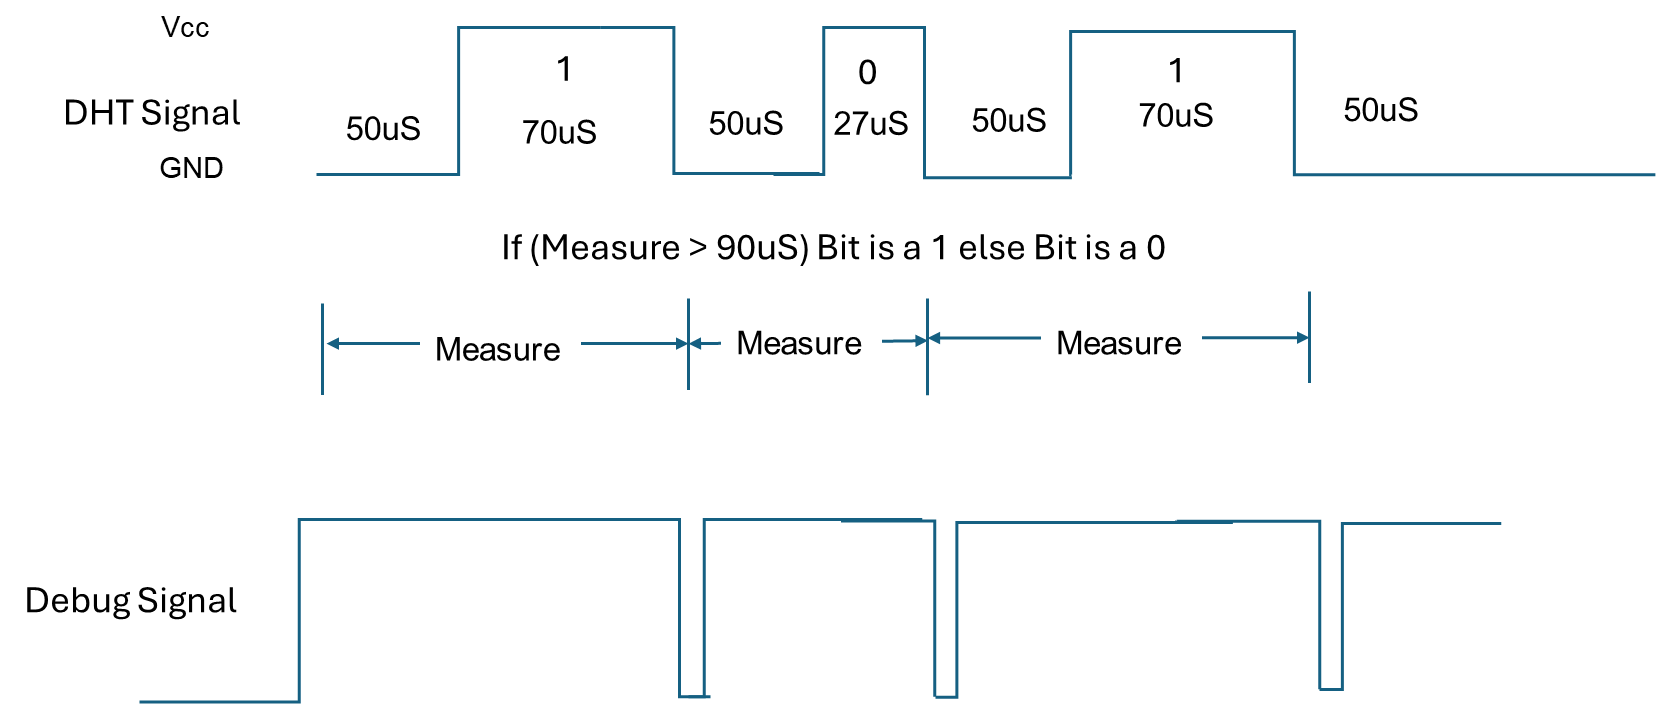 Vcc
1
0
1
DHT Signal
50uS
70uS
50uS
27uS
50uS
70uS
50uS
GND
If (Measure > 90uS) Bit is a 1 else Bit is a 0
Measure
Measure
Measure
Debug Signal